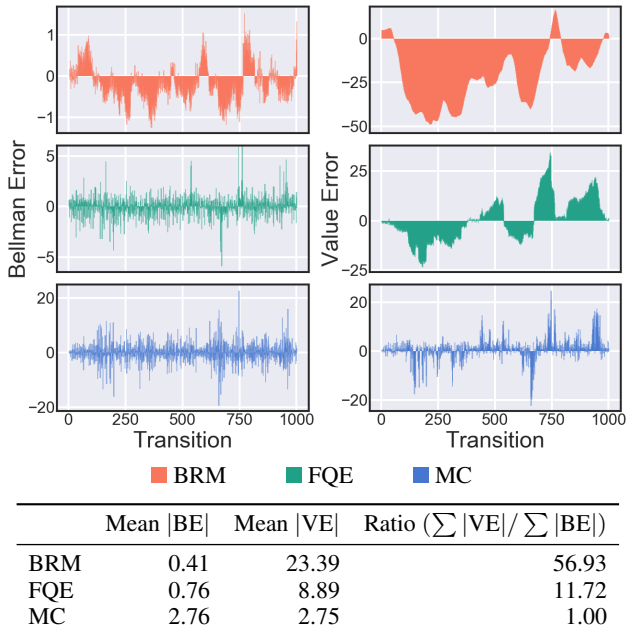 1
0
−1
0
−25
−50
5
0
−5
25
0
−25
20
0
−20
20
0
−20
Bellman Error
Value Error
0 250 500 750 1000
0 250 500 750 1000
Transition
Transition
BRM FQE MC
Mean |BE| Mean |VE| Ratio (∑ |VE|/ ∑ |BE|)
BRM 0.41 23.39 56.93
FQE 0.76 8.89 11.72
MC 2.76 2.75 1.00